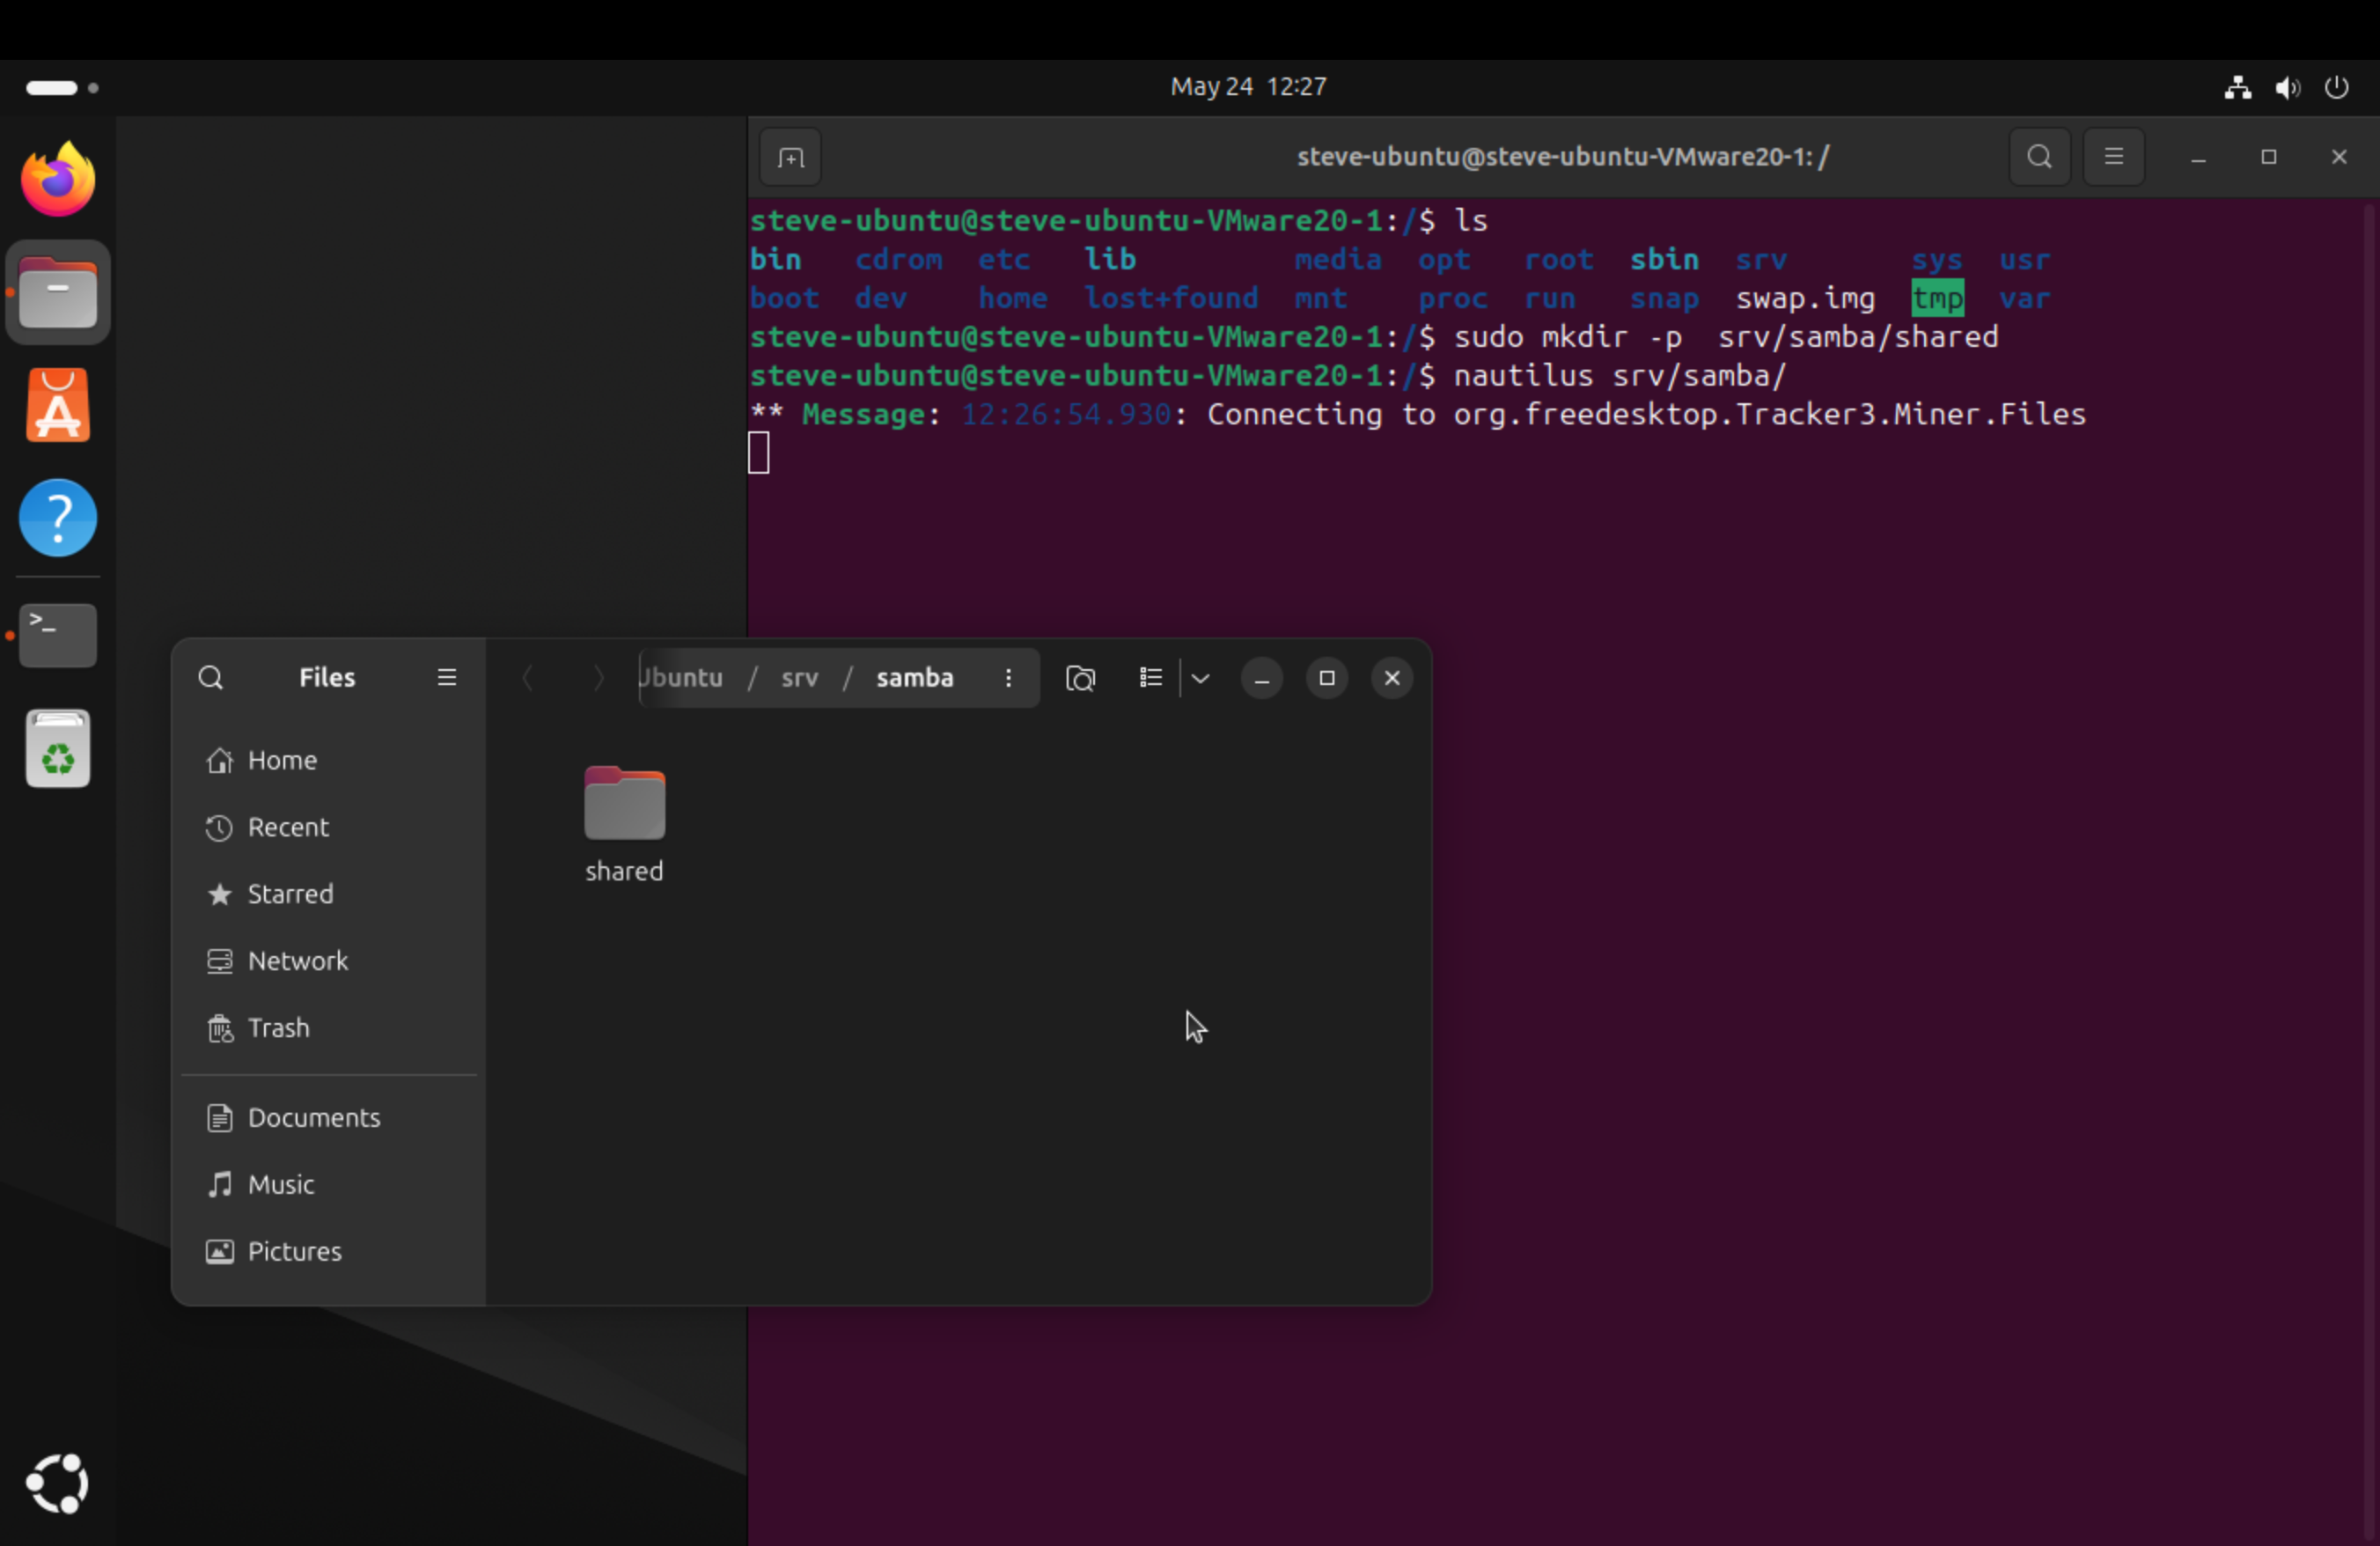 May 24 12:27
steve-ubuntu@steve-ubuntu-VMware20-1: /
steve-ubuntu@steve-ubuntu-VMware20-1:/$ ls
bin cdrom etc lib media opt root sbin srv sys usr
boot dev home lost+found mnt proc run snap swap.img tmp var
steve-ubuntu@steve-ubuntu-VMware20-1:/$ sudo mkdir -p  srv/samba/shared
steve-ubuntu@steve-ubuntu-VMware20-1:/$ nautilus srv/samba/
** Message: 12:26:54.930: Connecting to org.freedesktop.Tracker3.Miner.Files
Files
Ubuntu / srv / samba
Home
Recent
Starred
Network
Trash
Documents
Music
Pictures
shared